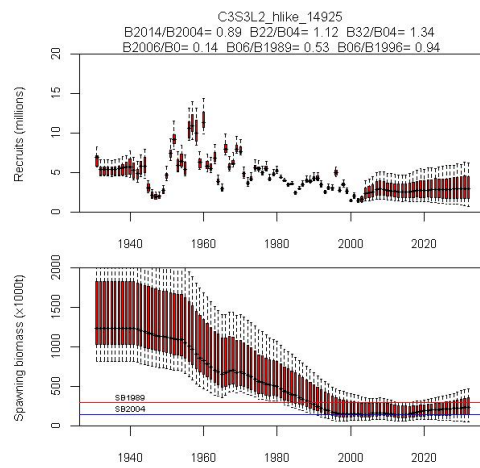 C3S3L2_hlike_14925
B2014/B2004= 0.89 B22/B04= 1.12 B32/B04= 1.34
B2006/B0= 0.14 B06/B1989= 0.53 B06/B1996= 0.94
Recruits (millions)
20
15
10
5
0
1940 1960 1980 2000 2020
Spawning biomass (x1000t)
2000
1500
1000
500
0
SB1989
SB2004
1940 1960 1980 2000 2020